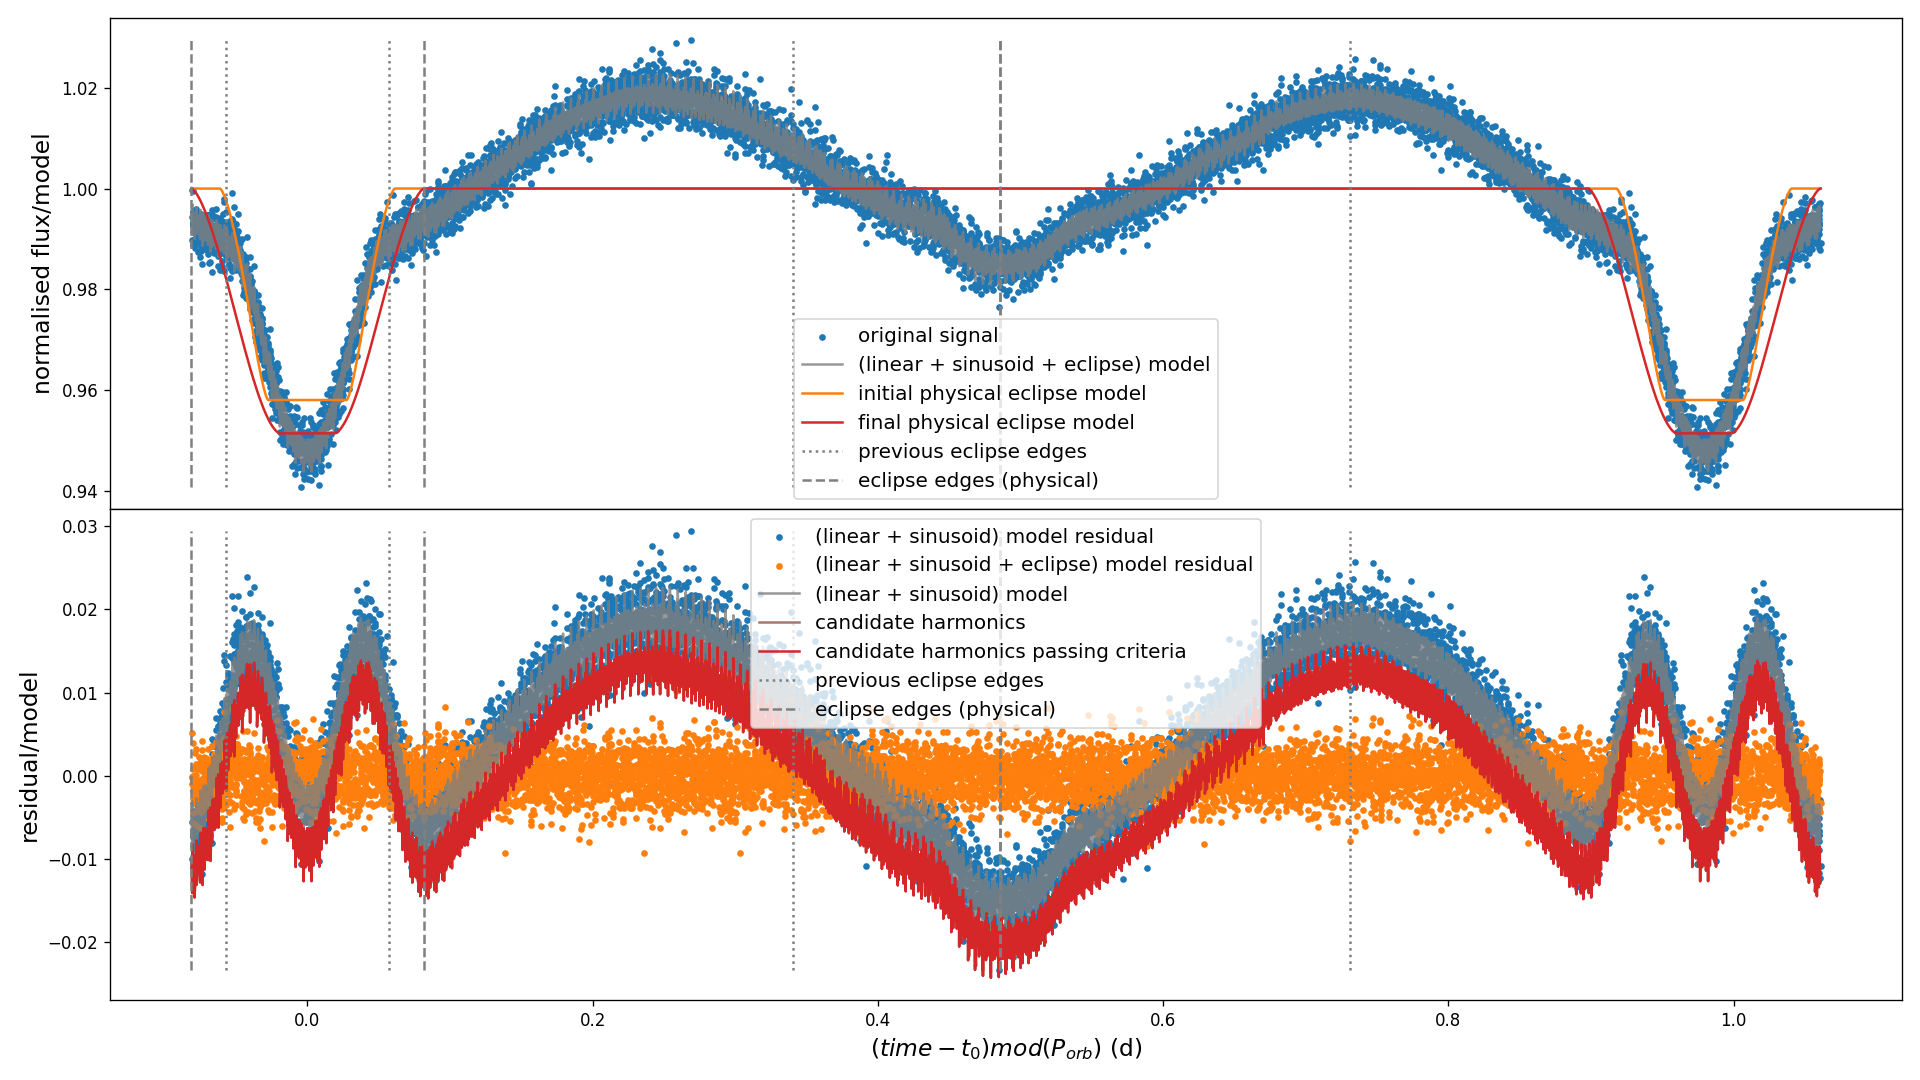 1.02
1.00
0.98
0.96
0.94
normalised flux/model
original signal
(linear + sinusoid + eclipse) model
initial physical eclipse model
final physical eclipse model
previous eclipse edges
eclipse edges (physical)
0.03
0.02
0.01
0.00
−0.01
−0.02
residual/model
(linear + sinusoid) model residual
(linear + sinusoid + eclipse) model residual
(linear + sinusoid) model
candidate harmonics
candidate harmonics passing criteria
previous eclipse edges
eclipse edges (physical)
0.0 0.2 0.4 0.6 0.8 1.0
(time − t₀)mod(P_orb) (d)